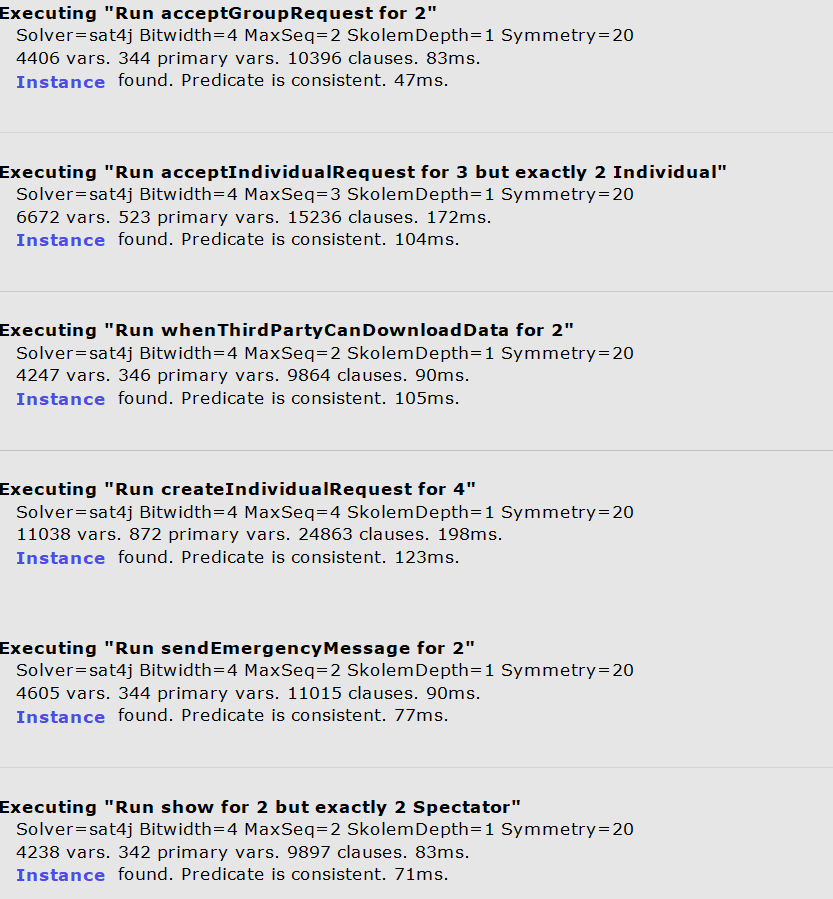 Executing "Run acceptGroupRequest for 2"
Solver=sat4j Bitwidth=4 MaxSeq=2 SkolemDepth=1 Symmetry=20
4406 vars. 344 primary vars. 10396 clauses. 83ms.
Instance found. Predicate is consistent. 47ms.
Executing "Run acceptIndividualRequest for 3 but exactly 2 Individual"
Solver=sat4j Bitwidth=4 MaxSeq=3 SkolemDepth=1 Symmetry=20
6672 vars. 523 primary vars. 15236 clauses. 172ms.
Instance found. Predicate is consistent. 104ms.
Executing "Run whenThirdPartyCanDownloadData for 2"
Solver=sat4j Bitwidth=4 MaxSeq=2 SkolemDepth=1 Symmetry=20
4247 vars. 346 primary vars. 9864 clauses. 90ms.
Instance found. Predicate is consistent. 105ms.
Executing "Run createIndividualRequest for 4"
Solver=sat4j Bitwidth=4 MaxSeq=4 SkolemDepth=1 Symmetry=20
11038 vars. 872 primary vars. 24863 clauses. 198ms.
Instance found. Predicate is consistent. 123ms.
Executing "Run sendEmergencyMessage for 2"
Solver=sat4j Bitwidth=4 MaxSeq=2 SkolemDepth=1 Symmetry=20
4605 vars. 344 primary vars. 11015 clauses. 90ms.
Instance found. Predicate is consistent. 77ms.
Executing "Run show for 2 but exactly 2 Spectator"
Solver=sat4j Bitwidth=4 MaxSeq=2 SkolemDepth=1 Symmetry=20
4238 vars. 342 primary vars. 9897 clauses. 83ms.
Instance found. Predicate is consistent. 71ms.